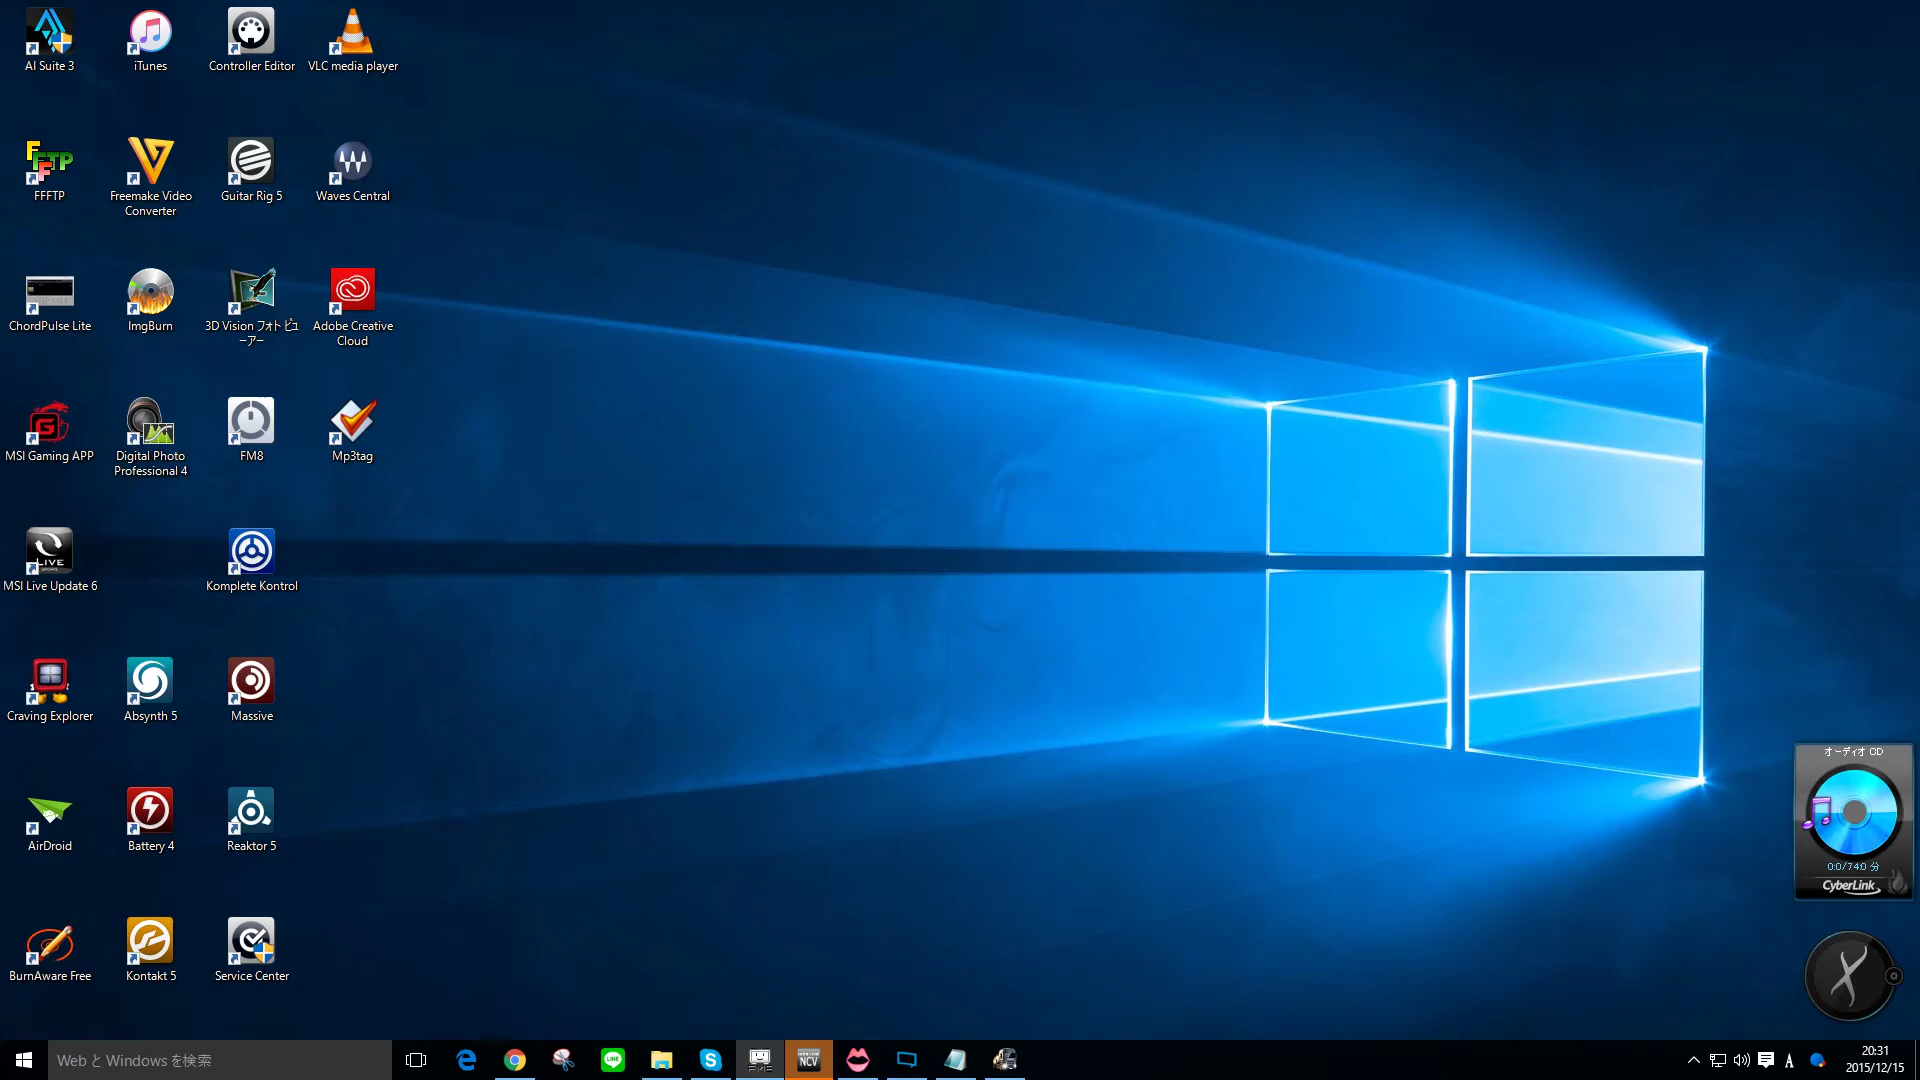 AI Suite 3
iTunes
Controller Editor
VLC media player
FFFTP
Freemake Video
Converter
Guitar Rig 5
Waves Central
ChordPulse Lite
ImgBurn
3D Vision フォト ビュ
ーアー
Adobe Creative
Cloud
MSI Gaming APP
Digital Photo
Professional 4
FM8
Mp3tag
LIVE
MSI Live Update 6
Komplete Kontrol
Craving Explorer
Absynth 5
Massive
オーディオ CD
0:0/74:0 分
CyberLink
AirDroid
Battery 4
Reaktor 5
BurnAware Free
Kontakt 5
Service Center
Web と Windows を検索
LINE
NCV
A
20:31
2015/12/15